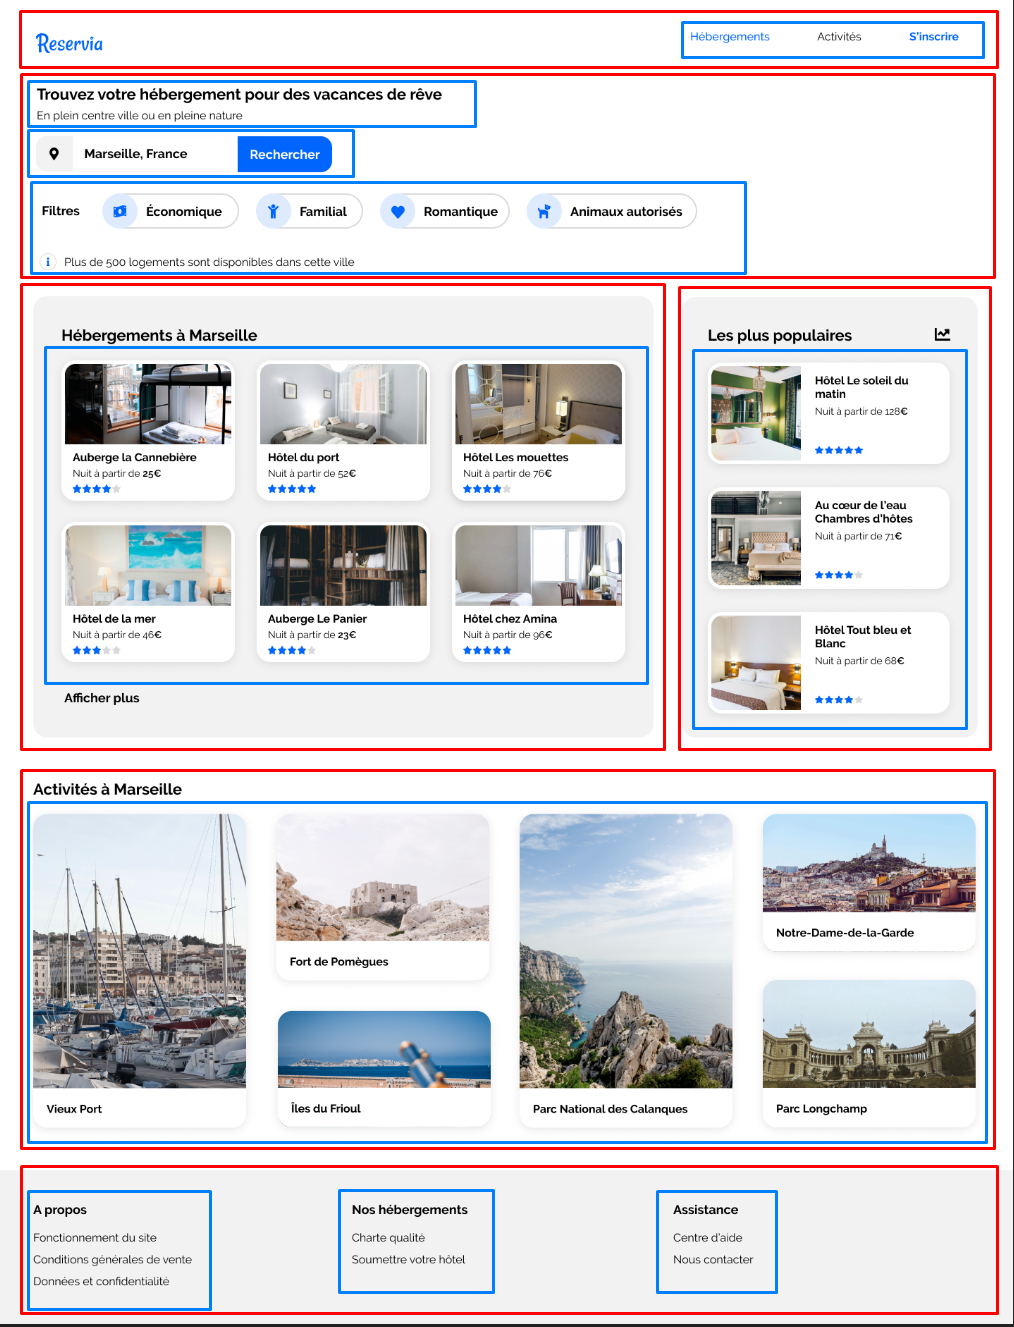 Reservia
Hébergements Activités S'inscrire
Trouvez votre hébergement pour des vacances de rêve
En plein centre ville ou en pleine nature
Marseille, France Rechercher
Filtres Économique Familial Romantique Animaux autorisés
Plus de 500 logements sont disponibles dans cette ville
Hébergements à Marseille
Auberge la Cannebière
Nuit à partir de 25€
Hôtel du port
Nuit à partir de 52€
Hôtel Les mouettes
Nuit à partir de 76€
Hôtel de la mer
Nuit à partir de 46€
Auberge Le Panier
Nuit à partir de 23€
Hôtel chez Amina
Nuit à partir de 96€
Afficher plus
Les plus populaires
Hôtel Le soleil du
matin
Nuit à partir de 128€
Au cœur de l'eau
Chambres d'hôtes
Nuit à partir de 71€
Hôtel Tout bleu et
Blanc
Nuit à partir de 68€
Activités à Marseille
Vieux Port
Fort de Pomègues
Îles du Frioul
Parc National des Calanques
Notre-Dame-de-la-Garde
Parc Longchamp
A propos
Fonctionnement du site
Conditions générales de vente
Données et confidentialité
Nos hébergements
Charte qualité
Soumettre votre hôtel
Assistance
Centre d'aide
Nous contacter